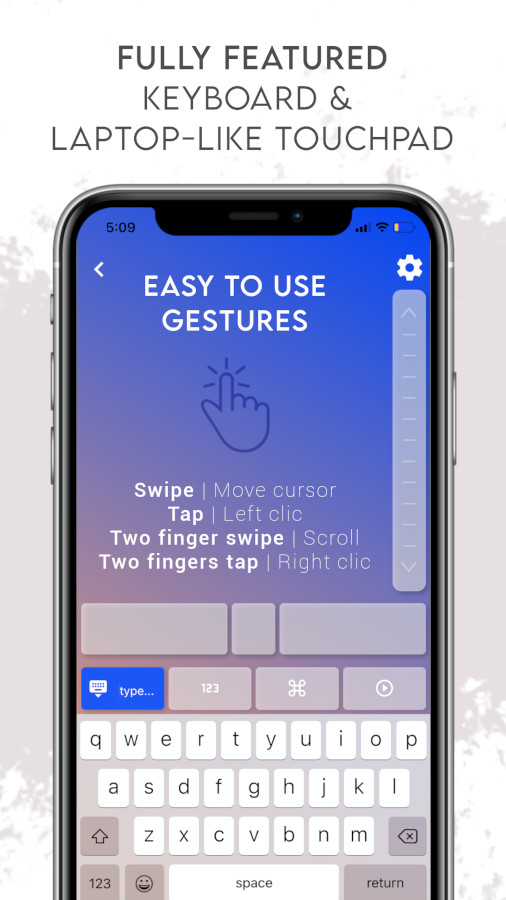 FULLY FEATURED
KEYBOARD &
LAPTOP-LIKE TOUCHPAD
5:09
EASY TO USE
GESTURES
Swipe | Move cursor
Tap | Left clic
Two finger swipe | Scroll
Two fingers tap | Right clic
type... 123 ⌘
q w e r t y u i o p
a s d f g h j k l
z x c v b n m
123 space return